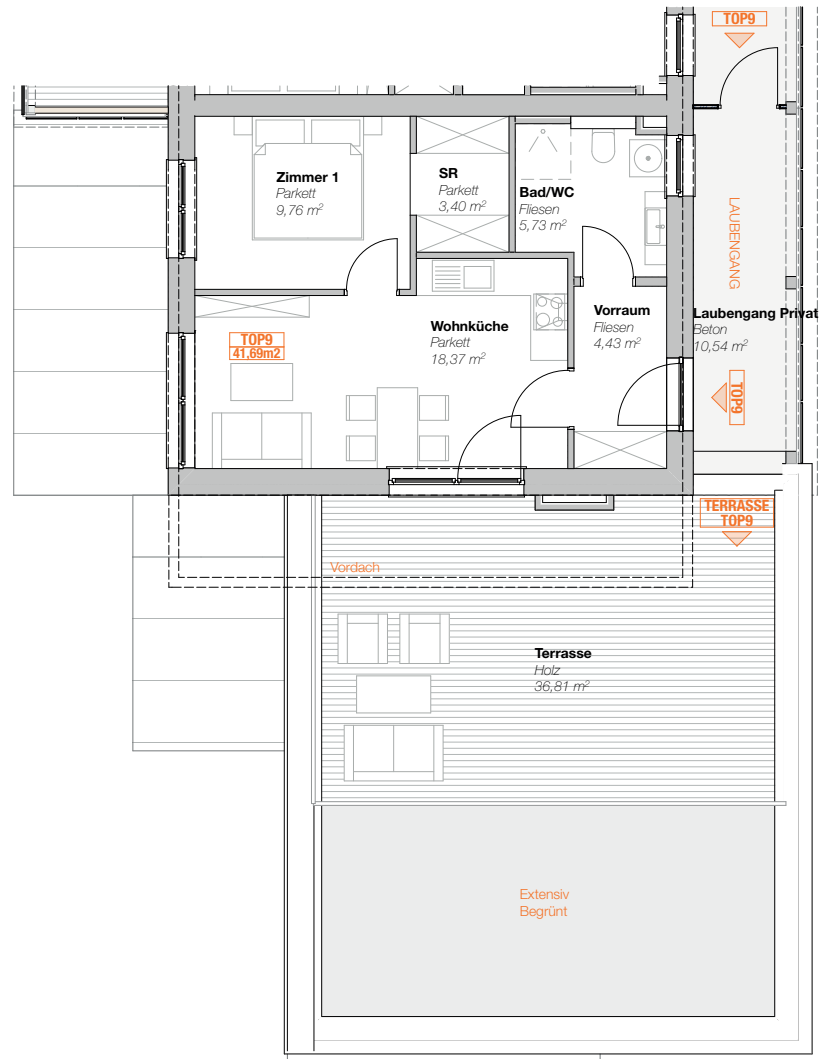 TOP9
Zimmer 1
Parkett
9,76 m²
SR
Parkett
3,40 m²
Bad/WC
Fliesen
5,73 m²
LAUBENGANG
Wohnküche
Parkett
18,37 m²
Vorraum
Fliesen
4,43 m²
Laubengang Privat
Beton
10,54 m²
TOP9
41,69m2
TOP9
TERRASSE
TOP9
Vordach
Terrasse
Holz
36,81 m²
Extensiv
Begrünt